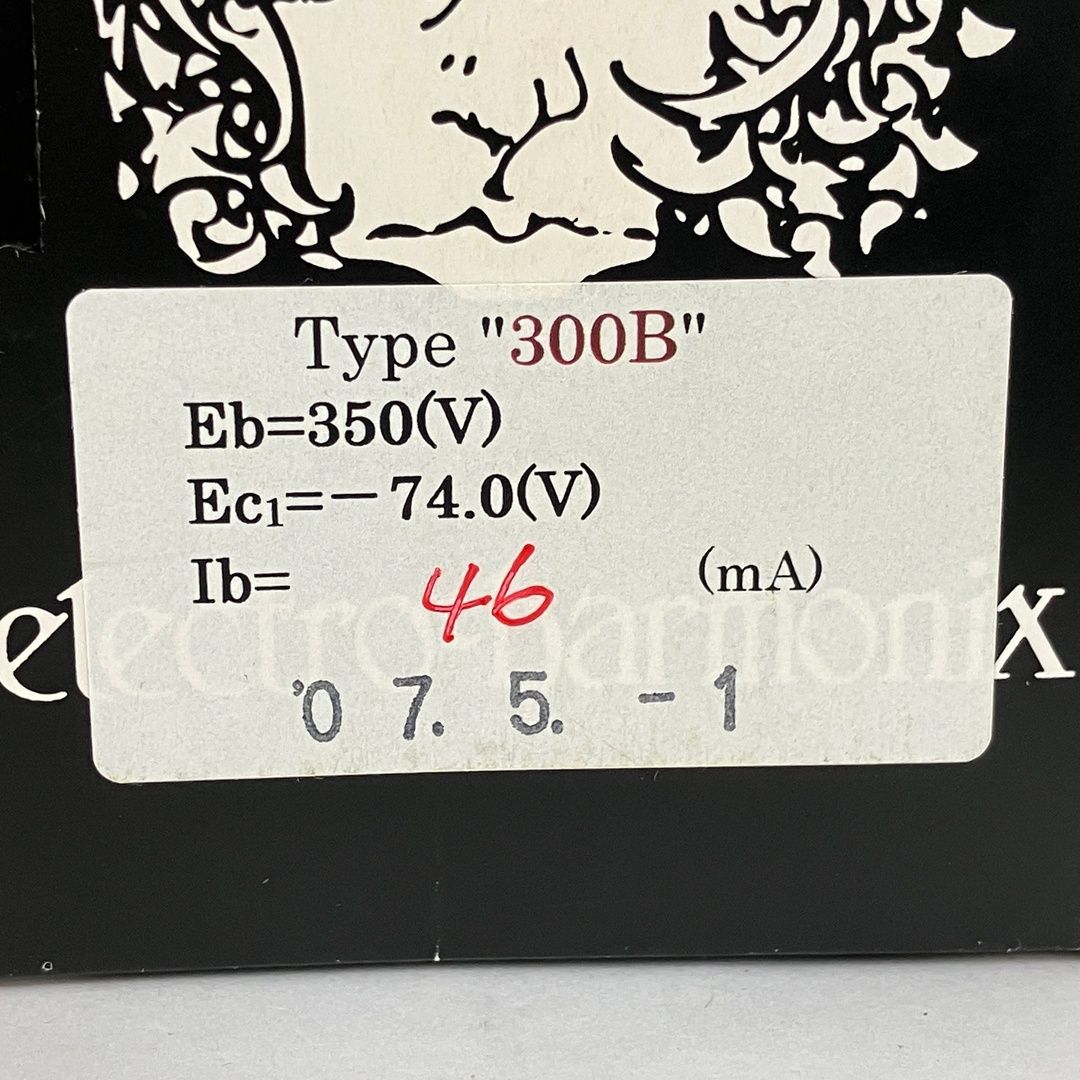 Type "300B"
Eb=350(V)
Ec1=−74.0(V)
Ib= 46 (mA)
electro-harmonix
'07. 5. -1